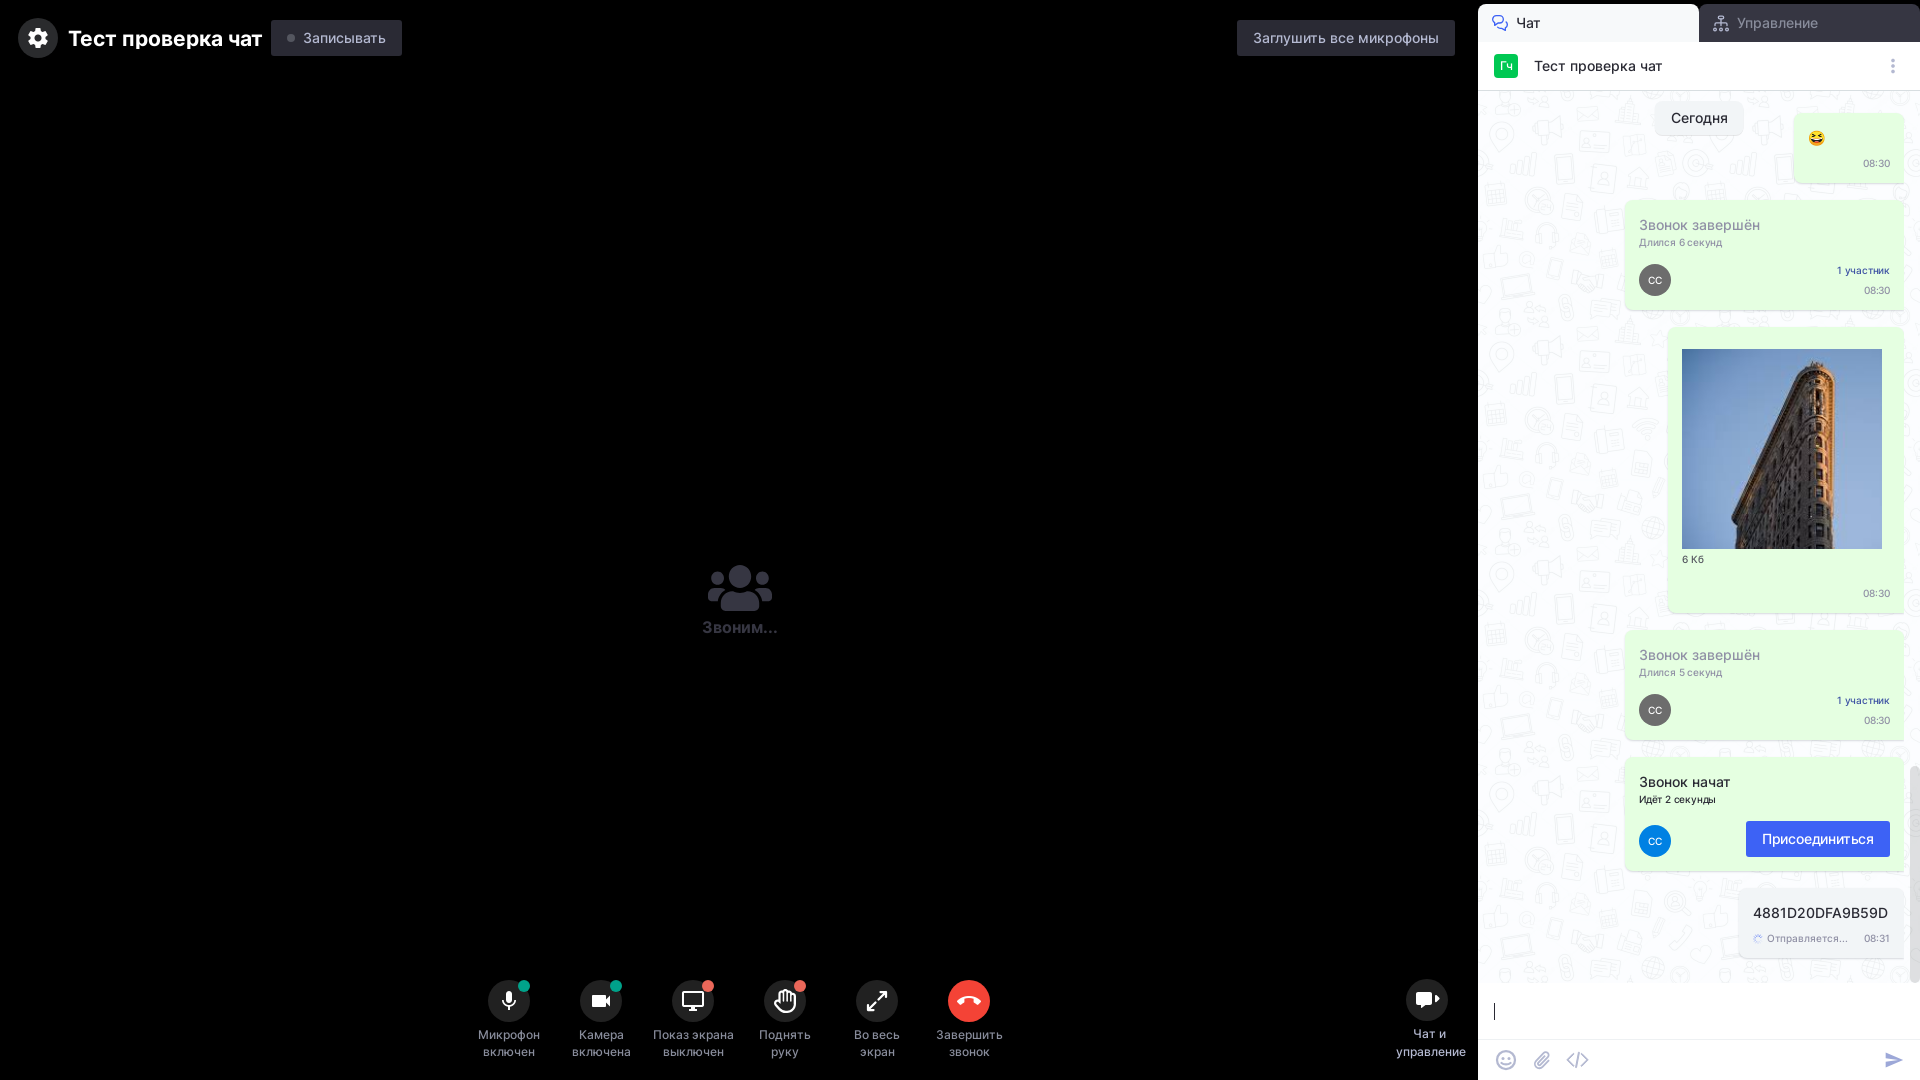 Тест проверка чат
Записывать
Заглушить все микрофоны
Звоним...
Микрофон
включен
Камера
включена
Показ экрана
выключен
Поднять
руку
Во весь
экран
Завершить
звонок
Чат и
управление
Чат
Управление
Гч
Тест проверка чат
Сегодня
08:30
Звонок завершён
Длился 6 секунд
СС
1 участник
08:30
6 Кб
08:30
Звонок завершён
Длился 5 секунд
СС
1 участник
08:30
Звонок начат
Идёт 2 секунды
СС
Присоединиться
4881D20DFA9B59D
Отправляется...
08:31